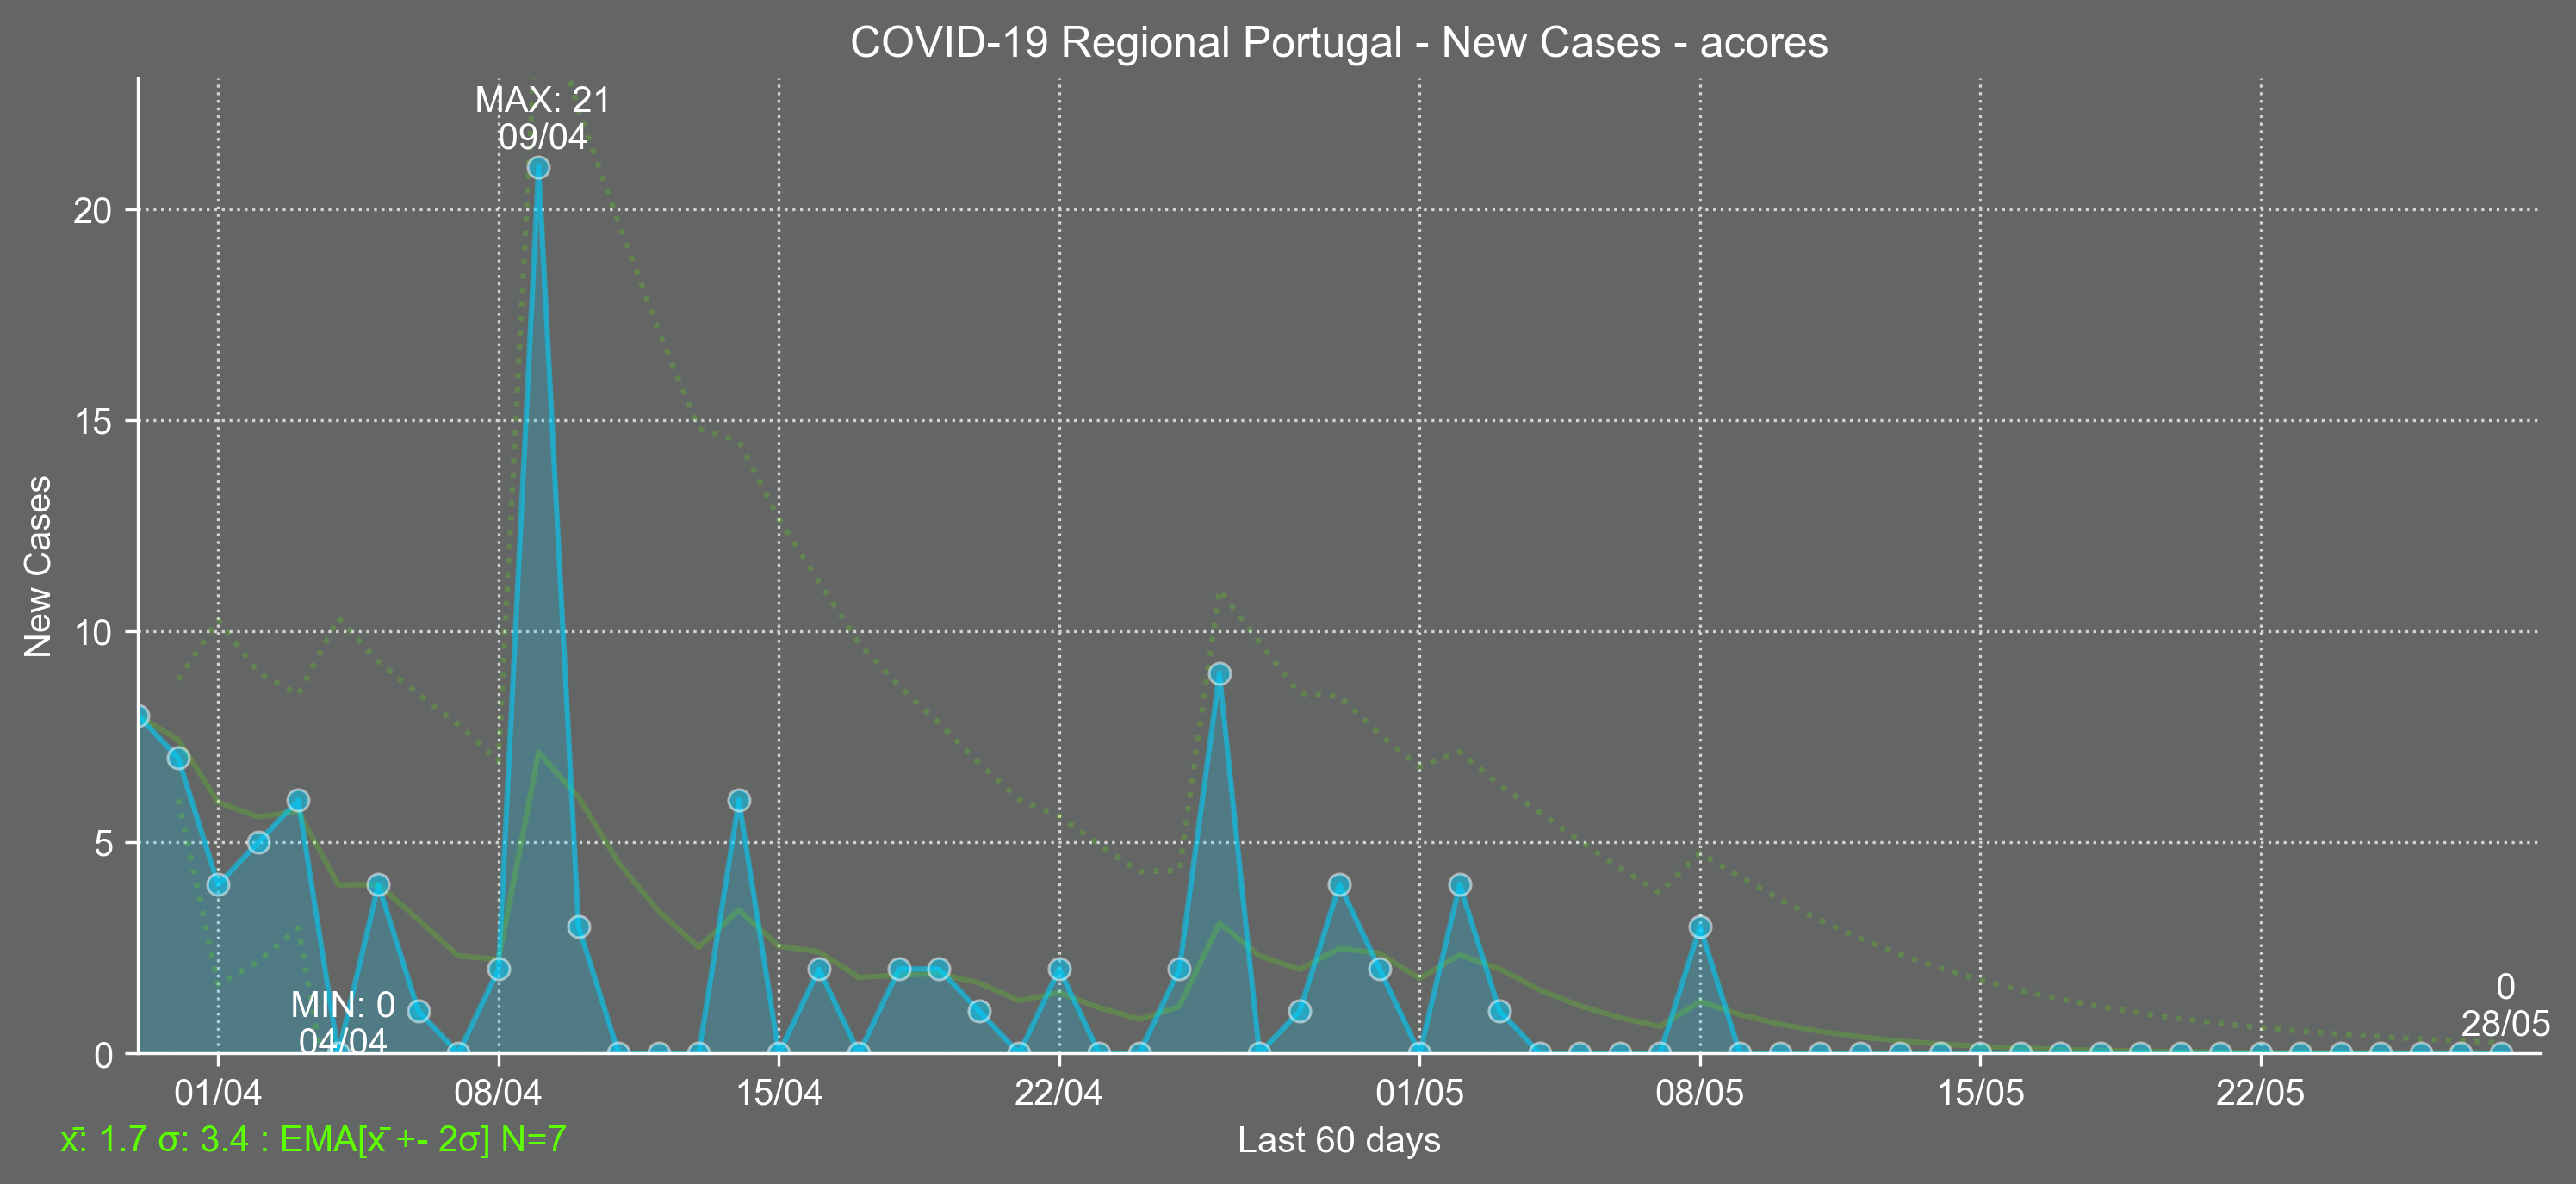 COVID-19 Regional Portugal - New Cases - acores
MAX: 21
09/04
20
15
10
5
0
New Cases
MIN: 0
04/04
0
28/05
01/04
08/04
15/04
22/04
01/05
08/05
15/05
22/05
x̄: 1.7 σ: 3.4 : EMA[x̄ +- 2σ] N=7
Last 60 days